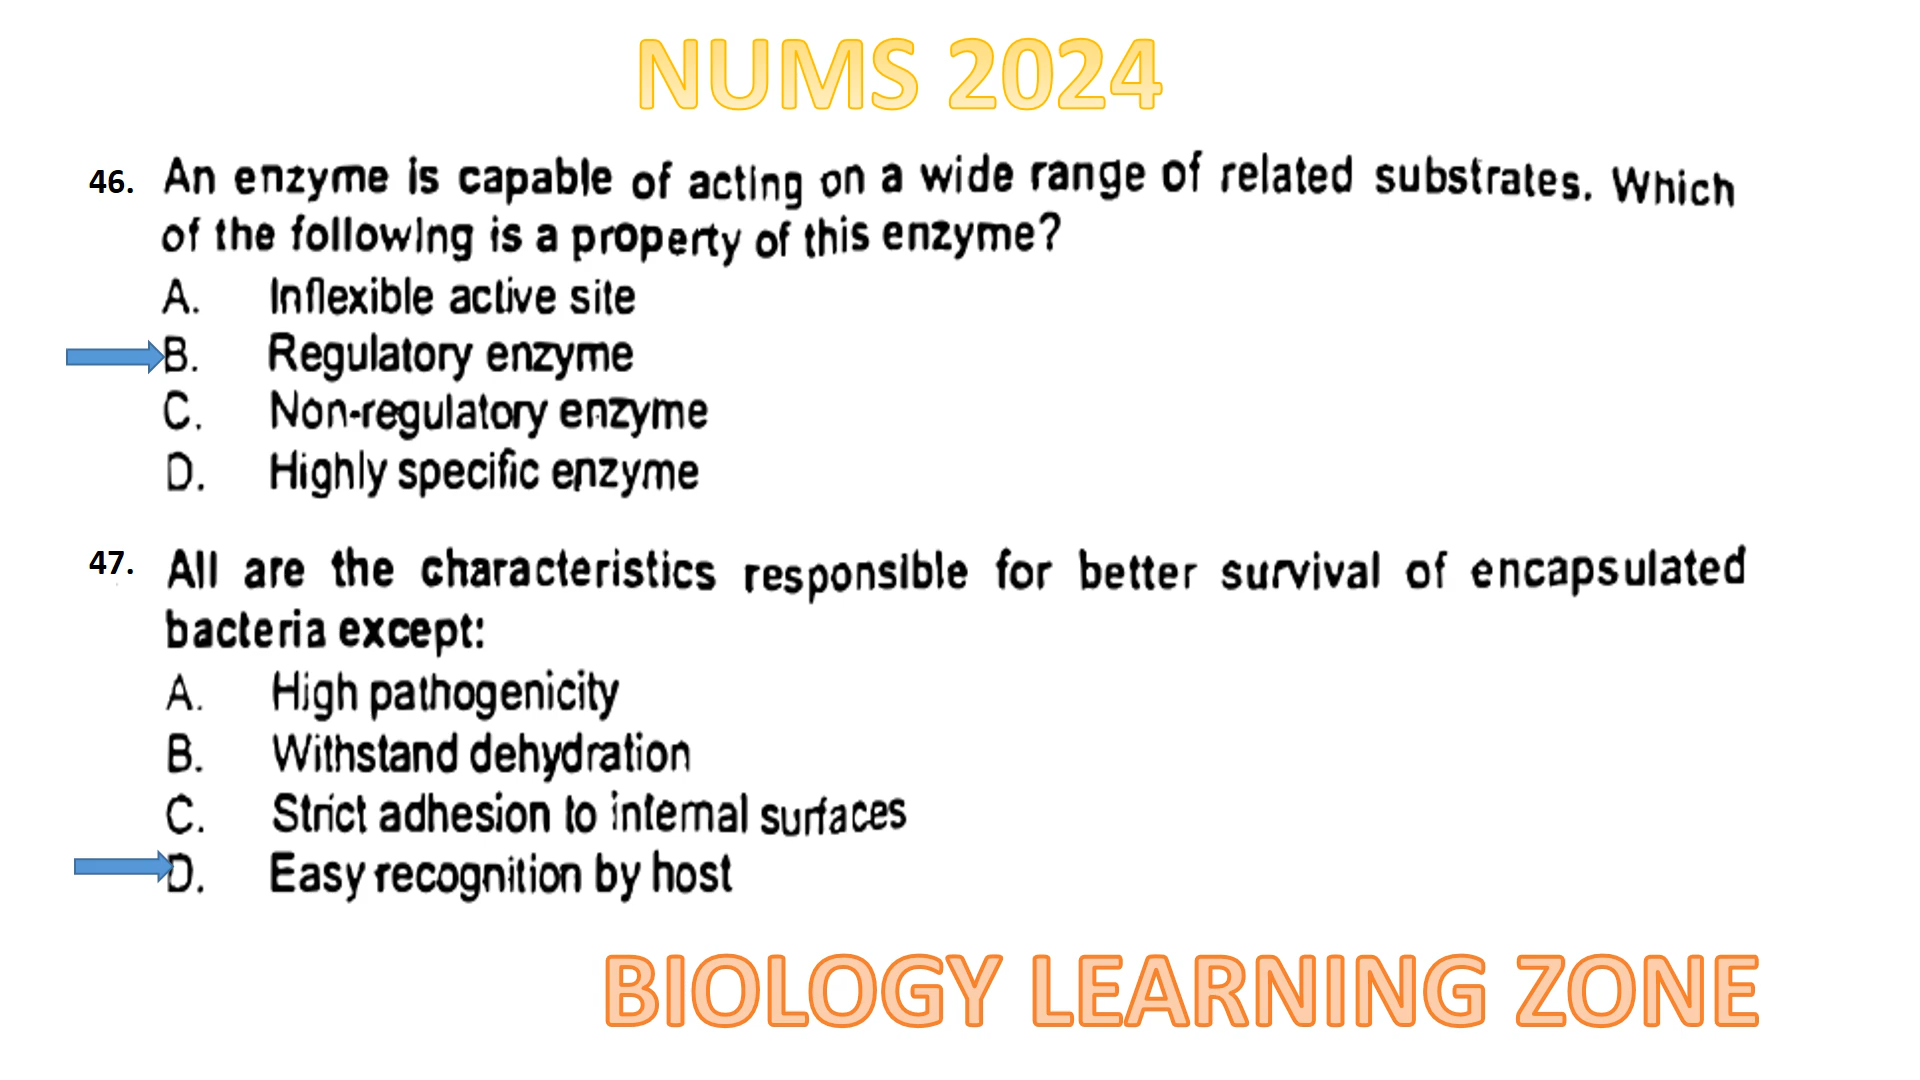 NUMS 2024
46. An enzyme is capable of acting on a wide range of related substrates. Which
of the following is a property of this enzyme?
A. Inflexible active site
B. Regulatory enzyme
C. Non-regulatory enzyme
D. Highly specific enzyme
47. All are the characteristics responsible for better survival of encapsulated
bacteria except:
A. High pathogenicity
B. Withstand dehydration
C. Strict adhesion to internal surfaces
D. Easy recognition by host
BIOLOGY LEARNING ZONE